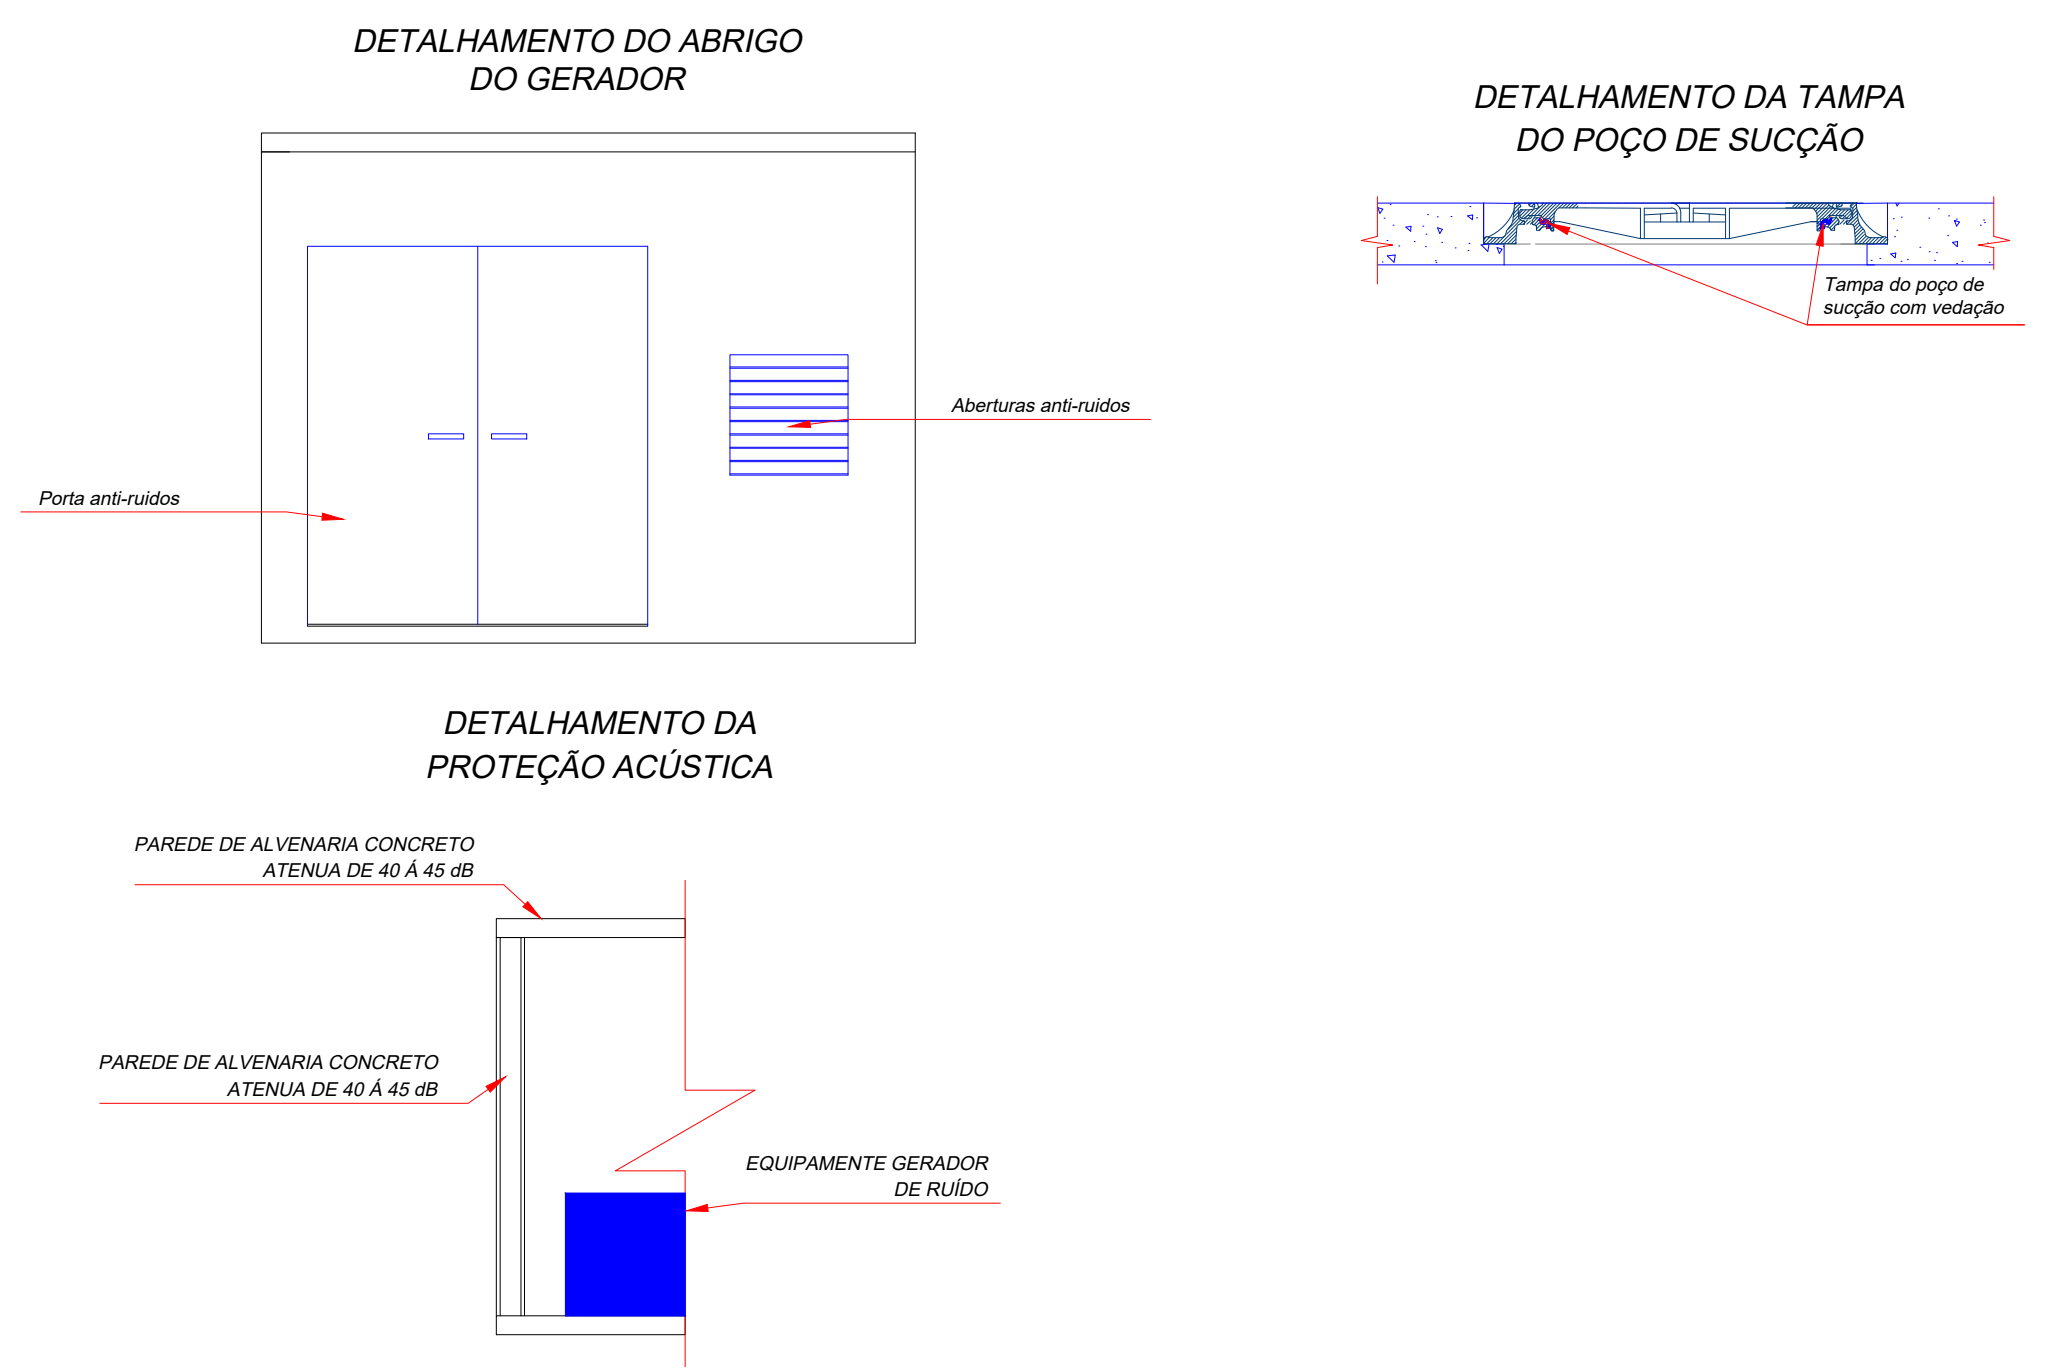 DETALHAMENTO DO ABRIGO
DO GERADOR
DETALHAMENTO DA TAMPA
DO POÇO DE SUCÇÃO
Tampa do poço de
sucção com vedação
Aberturas anti-ruidos
Porta anti-ruidos
DETALHAMENTO DA
PROTEÇÃO ACÚSTICA
PAREDE DE ALVENARIA CONCRETO
ATENUA DE 40 Á 45 dB
PAREDE DE ALVENARIA CONCRETO
ATENUA DE 40 Á 45 dB
EQUIPAMENTE GERADOR
DE RUÍDO